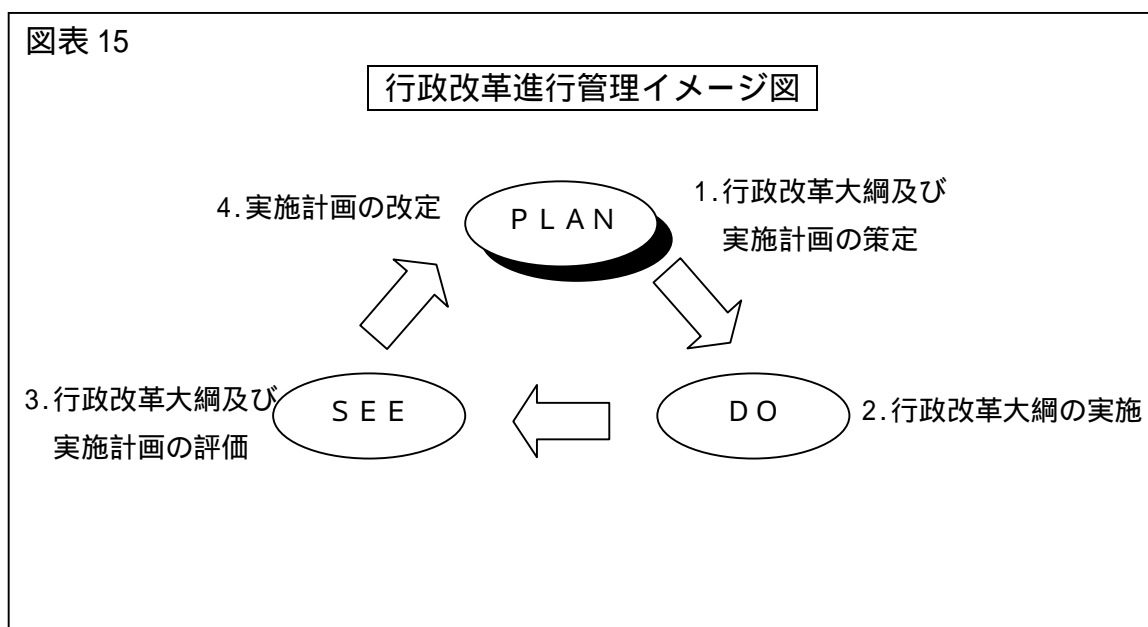 図表 15
行政改革進行管理イメージ図
ＰＬＡＮ
1.行政改革大綱及び
実施計画の策定
4.実施計画の改定
ＤＯ
2.行政改革大綱の実施
ＳＥＥ
3.行政改革大綱及び
実施計画の評価